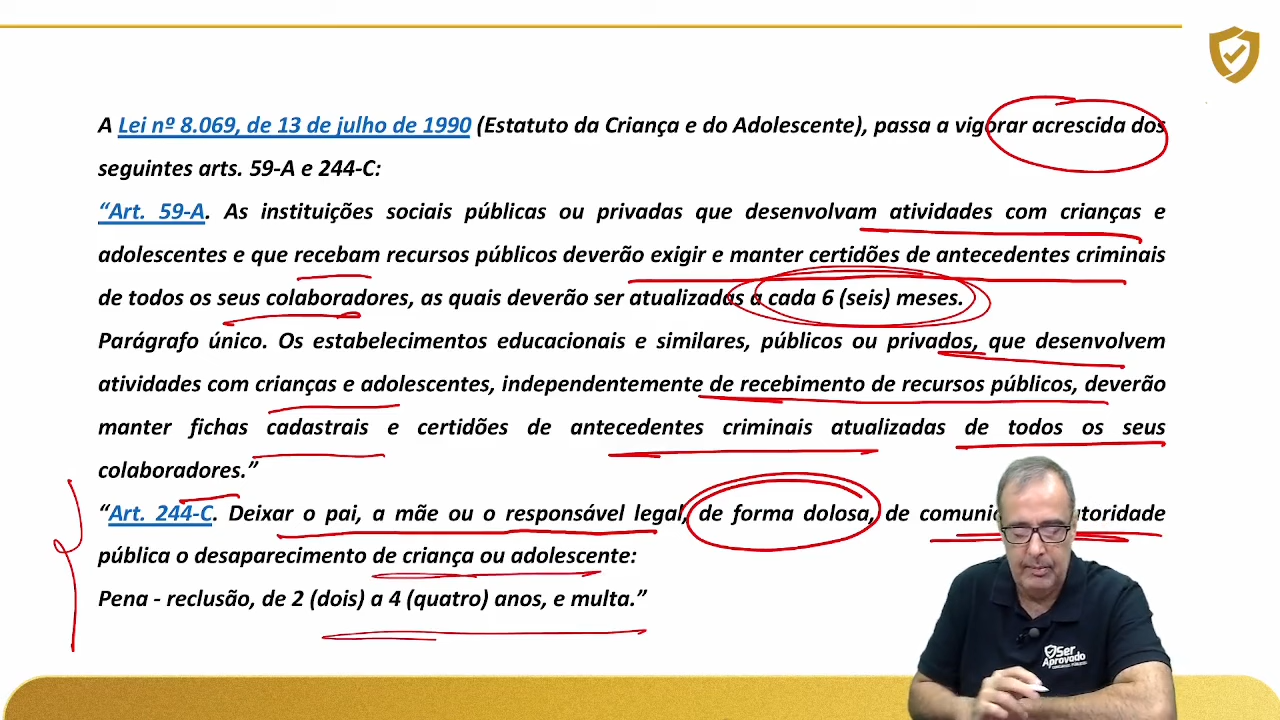 A Lei nº 8.069, de 13 de julho de 1990 (Estatuto da Criança e do Adolescente), passa a vigorar acrescida dos
seguintes arts. 59-A e 244-C:
“Art. 59-A. As instituições sociais públicas ou privadas que desenvolvam atividades com crianças e
adolescentes e que recebam recursos públicos deverão exigir e manter certidões de antecedentes criminais
de todos os seus colaboradores, as quais deverão ser atualizadas a cada 6 (seis) meses.
Parágrafo único. Os estabelecimentos educacionais e similares, públicos ou privados, que desenvolvem
atividades com crianças e adolescentes, independentemente de recebimento de recursos públicos, deverão
manter fichas cadastrais e certidões de antecedentes criminais atualizadas de todos os seus
colaboradores.”
“Art. 244-C. Deixar o pai, a mãe ou o responsável legal, de forma dolosa, de
pública o desaparecimento de criança ou adolescente:
Pena - reclusão, de 2 (dois) a 4 (quatro) anos, e multa.”
Ser
Aprovado